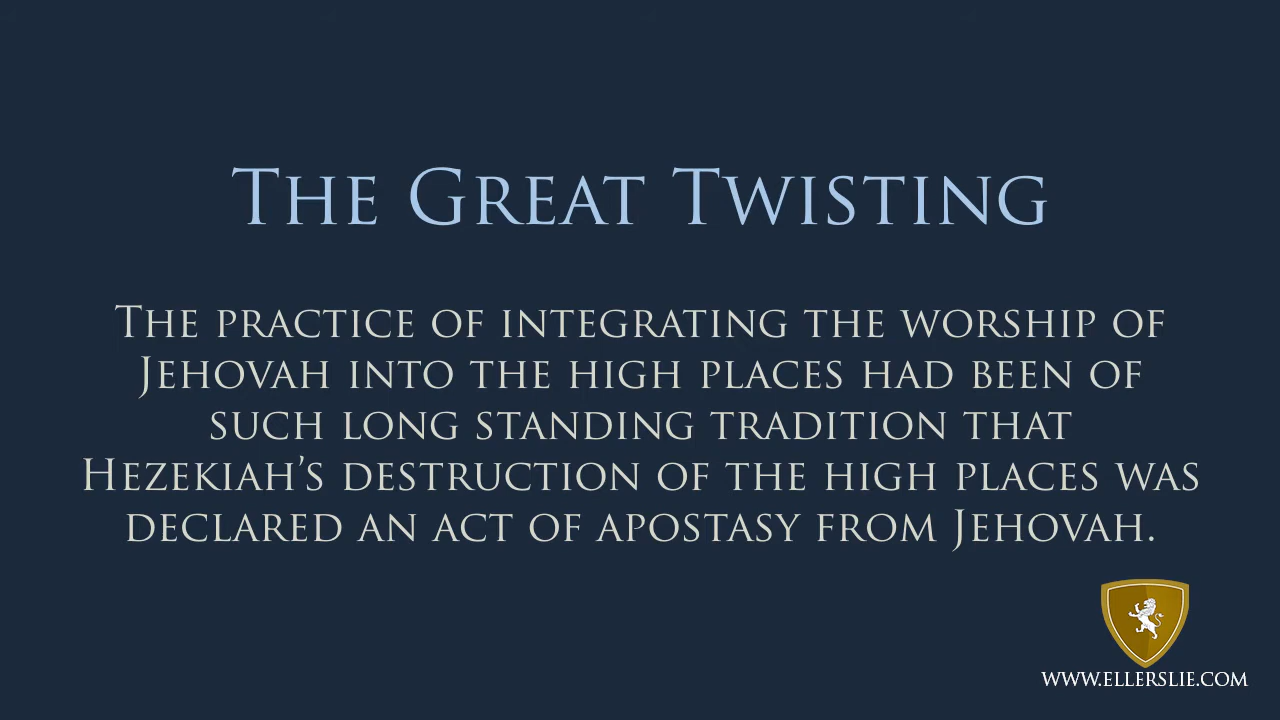 The Great Twisting
The practice of integrating the worship of
Jehovah into the high places had been of
such long standing tradition that
Hezekiah’s destruction of the high places was
declared an act of apostasy from Jehovah.
www.ellerslie.com